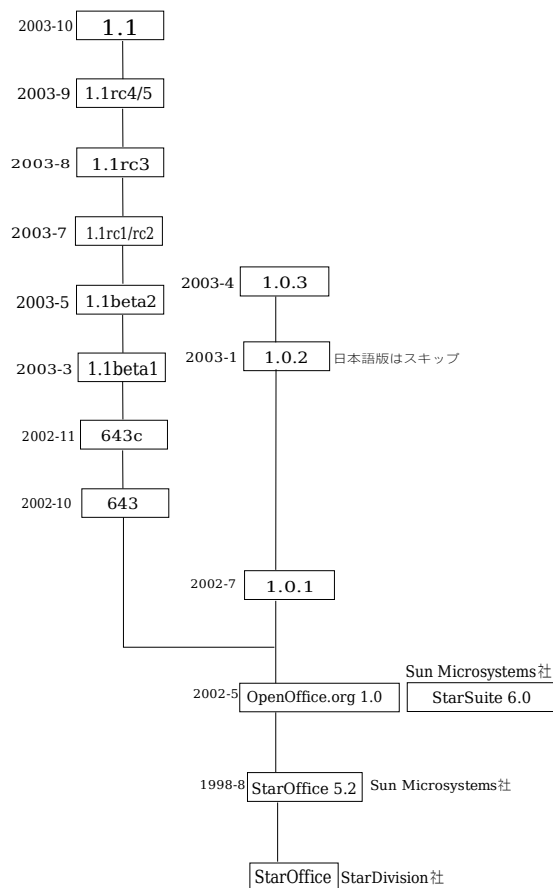 2003-10 1.1
2003-9 1.1rc4/5
2003-8 1.1rc3
2003-7 1.1rc1/rc2
2003-4 1.0.3
2003-5 1.1beta2
2003-1 1.0.2 日本語版はスキップ
2003-3 1.1beta1
2002-11 643c
2002-10 643
2002-7 1.0.1
Sun Microsystems社
2002-5 OpenOffice.org 1.0 StarSuite 6.0
1998-8 StarOffice 5.2 Sun Microsystems社
StarOffice StarDivision社